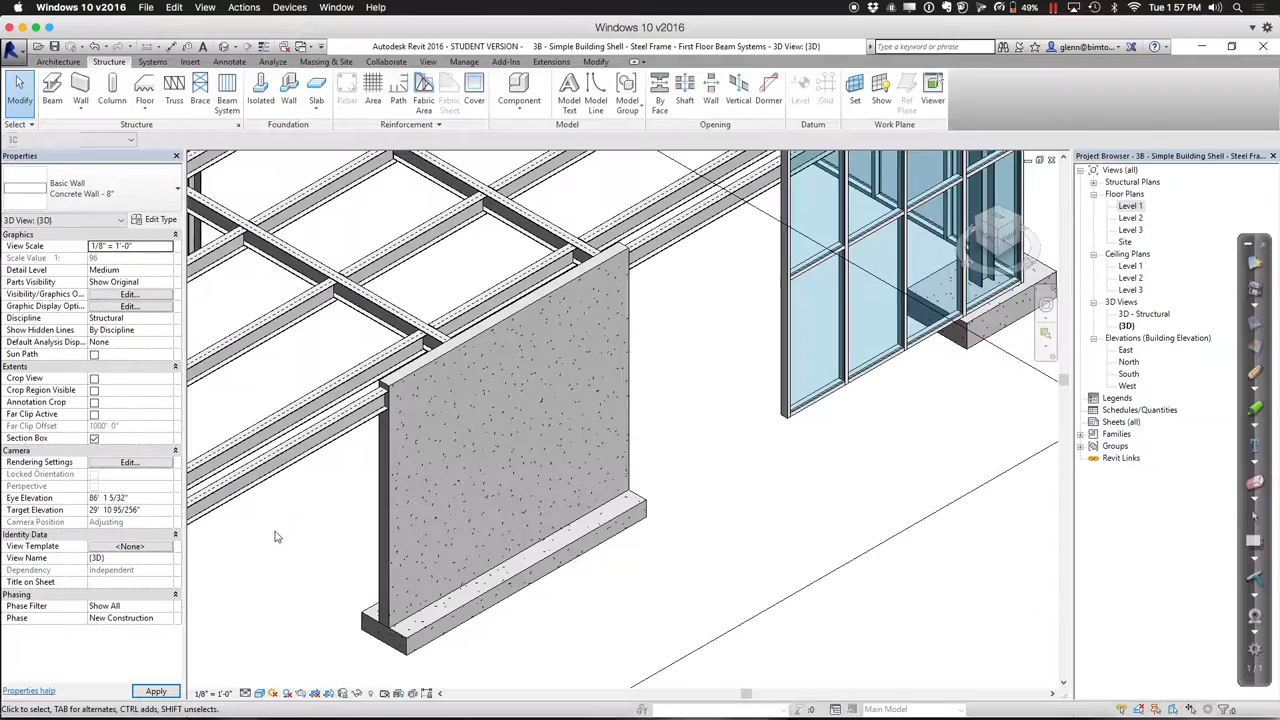 Windows 10 v2016 File Edit View Actions Devices Window Help 49% Tue 1:57 PM
Windows 10 v2016
Autodesk Revit 2016 - STUDENT VERSION - 3B - Simple Building Shell - Steel Frame - First Floor Beam Systems - 3D View: {3D} Type a keyword or phrase glenn@bimto...
Architecture Structure Systems Insert Annotate Analyze Massing & Site Collaborate View Manage Add-Ins Extensions Modify
Modify Beam Wall Column Floor Truss Brace Beam System Isolated Wall Slab Rebar Area Path Fabric Area Fabric Sheet Cover Component Model Text Model Line Model Group By Face Shaft Wall Vertical Dormer Level Grid Set Show Ref Plane Viewer
Select Structure Foundation Reinforcement Model Opening Datum Work Plane
3D
Properties
Basic Wall
Concrete Wall - 8"
3D View: {3D} Edit Type
Graphics
View Scale 1/8" = 1'-0"
Scale Value 1: 96
Detail Level Medium
Parts Visibility Show Original
Visibility/Graphics O... Edit...
Graphic Display Opti... Edit...
Discipline Structural
Show Hidden Lines By Discipline
Default Analysis Disp... None
Sun Path
Extents
Crop View
Crop Region Visible
Annotation Crop
Far Clip Active
Far Clip Offset 1000' 0"
Section Box
Camera
Rendering Settings Edit...
Locked Orientation
Perspective
Eye Elevation 86' 1 5/32"
Target Elevation 29' 10 95/256"
Camera Position Adjusting
Identity Data
View Template <None>
View Name {3D}
Dependency Independent
Title on Sheet
Phasing
Phase Filter Show All
Phase New Construction
Properties help Apply
1/8" = 1'-0"
Click to select, TAB for alternates, CTRL adds, SHIFT unselects. :0 Main Model :0
Project Browser - 3B - Simple Building Shell - Steel Fra...
Views (all)
Structural Plans
Floor Plans
Level 1
Level 2
Level 3
Site
Ceiling Plans
Level 1
Level 2
Level 3
3D Views
3D - Structural
{3D}
Elevations (Building Elevation)
East
North
South
West
Legends
Schedules/Quantities
Sheets (all)
Families
Groups
Revit Links
1/1